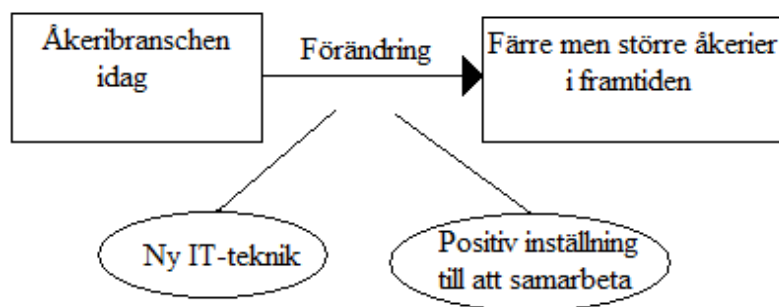 Åkeribranschen
idag
Förändring
Färre men större åkerier
i framtiden
Ny IT-teknik
Positiv inställning
till att samarbeta